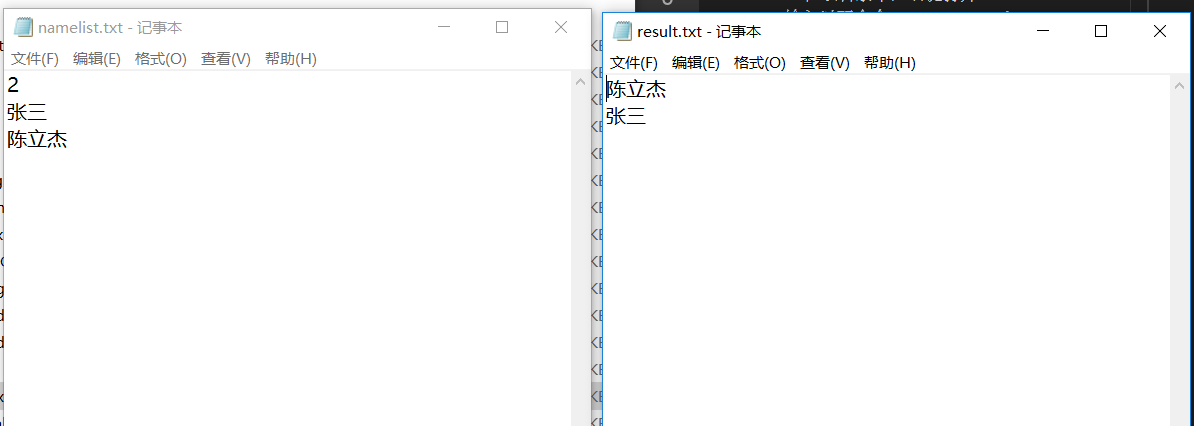 namelist.txt - 记事本
文件(F) 编辑(E) 格式(O) 查看(V) 帮助(H)
2
张三
陈立杰
result.txt - 记事本
文件(F) 编辑(E) 格式(O) 查看(V) 帮助(H)
陈立杰
张三